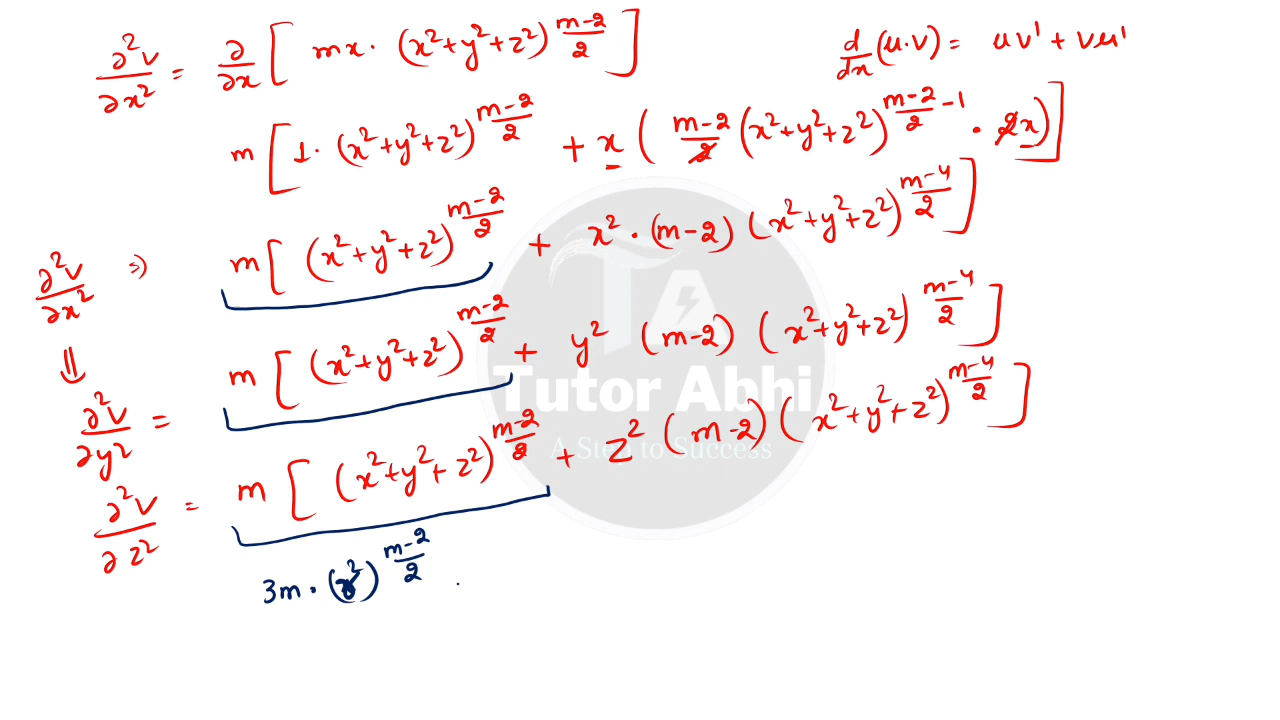 ∂²v/∂x² = ∂/∂x [ mx · (x²+y²+z²)^((m-2)/2) ]
d/dx (u·v) = uv' + vu'
m [ 1 · (x²+y²+z²)^((m-2)/2) + x ( (m-2)/2 (x²+y²+z²)^((m-2)/2 -1) · 2x) ]
∂²v/∂x² ⇒ m [ (x²+y²+z²)^((m-2)/2) + x² · (m-2) (x²+y²+z²)^((m-4)/2) ]
⇓
∂²v/∂y² = m [ (x²+y²+z²)^((m-2)/2) + y² (m-2) (x²+y²+z²)^((m-4)/2) ]
∂²v/∂z² = m [ (x²+y²+z²)^((m-2)/2) + z² (m-2) (x²+y²+z²)^((m-4)/2) ]
3m · (r²)^((m-2)/2) .
TA
Tutor Abhi
A Step to Success